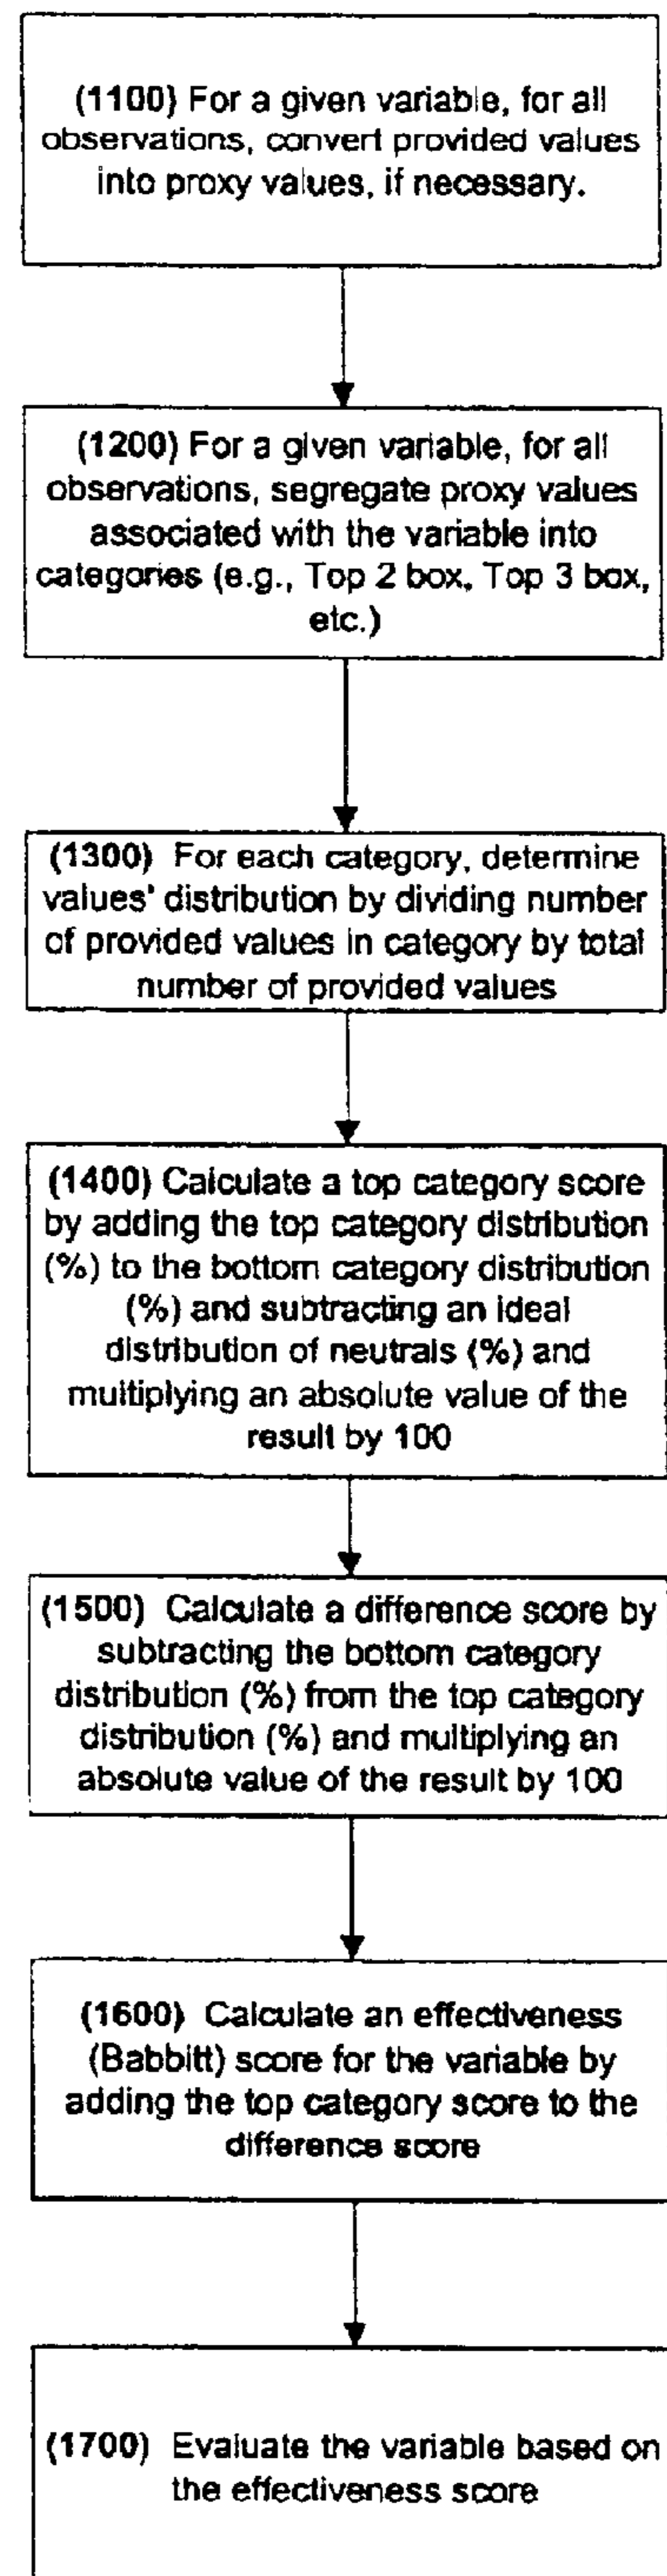 (1100) For a given variable, for all
observations, convert provided values
into proxy values, if necessary.
(1200) For a given variable, for all
observations, segregate proxy values
associated with the variable into
categories (e.g., Top 2 box, Top 3 box,
etc.)
(1300) For each category, determine
values' distribution by dividing number
of provided values in category by total
number of provided values
(1400) Calculate a top category score
by adding the top category distribution
(%) to the bottom category distribution
(%) and subtracting an ideal
distribution of neutrals (%) and
multiplying an absolute value of the
result by 100
(1500) Calculate a difference score by
subtracting the bottom category
distribution (%) from the top category
distribution (%) and multiplying an
absolute value of the result by 100
(1600) Calculate an effectiveness
(Babbitt) score for the variable by
adding the top category score to the
difference score
(1700) Evaluate the variable based on
the effectiveness score